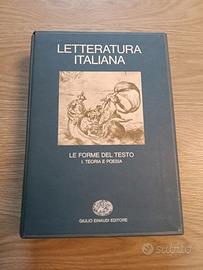 LETTERATURA
ITALIANA
LE FORME DEL TESTO
I. TEORIA E POESIA
GIULIO EINAUDI EDITORE
subito